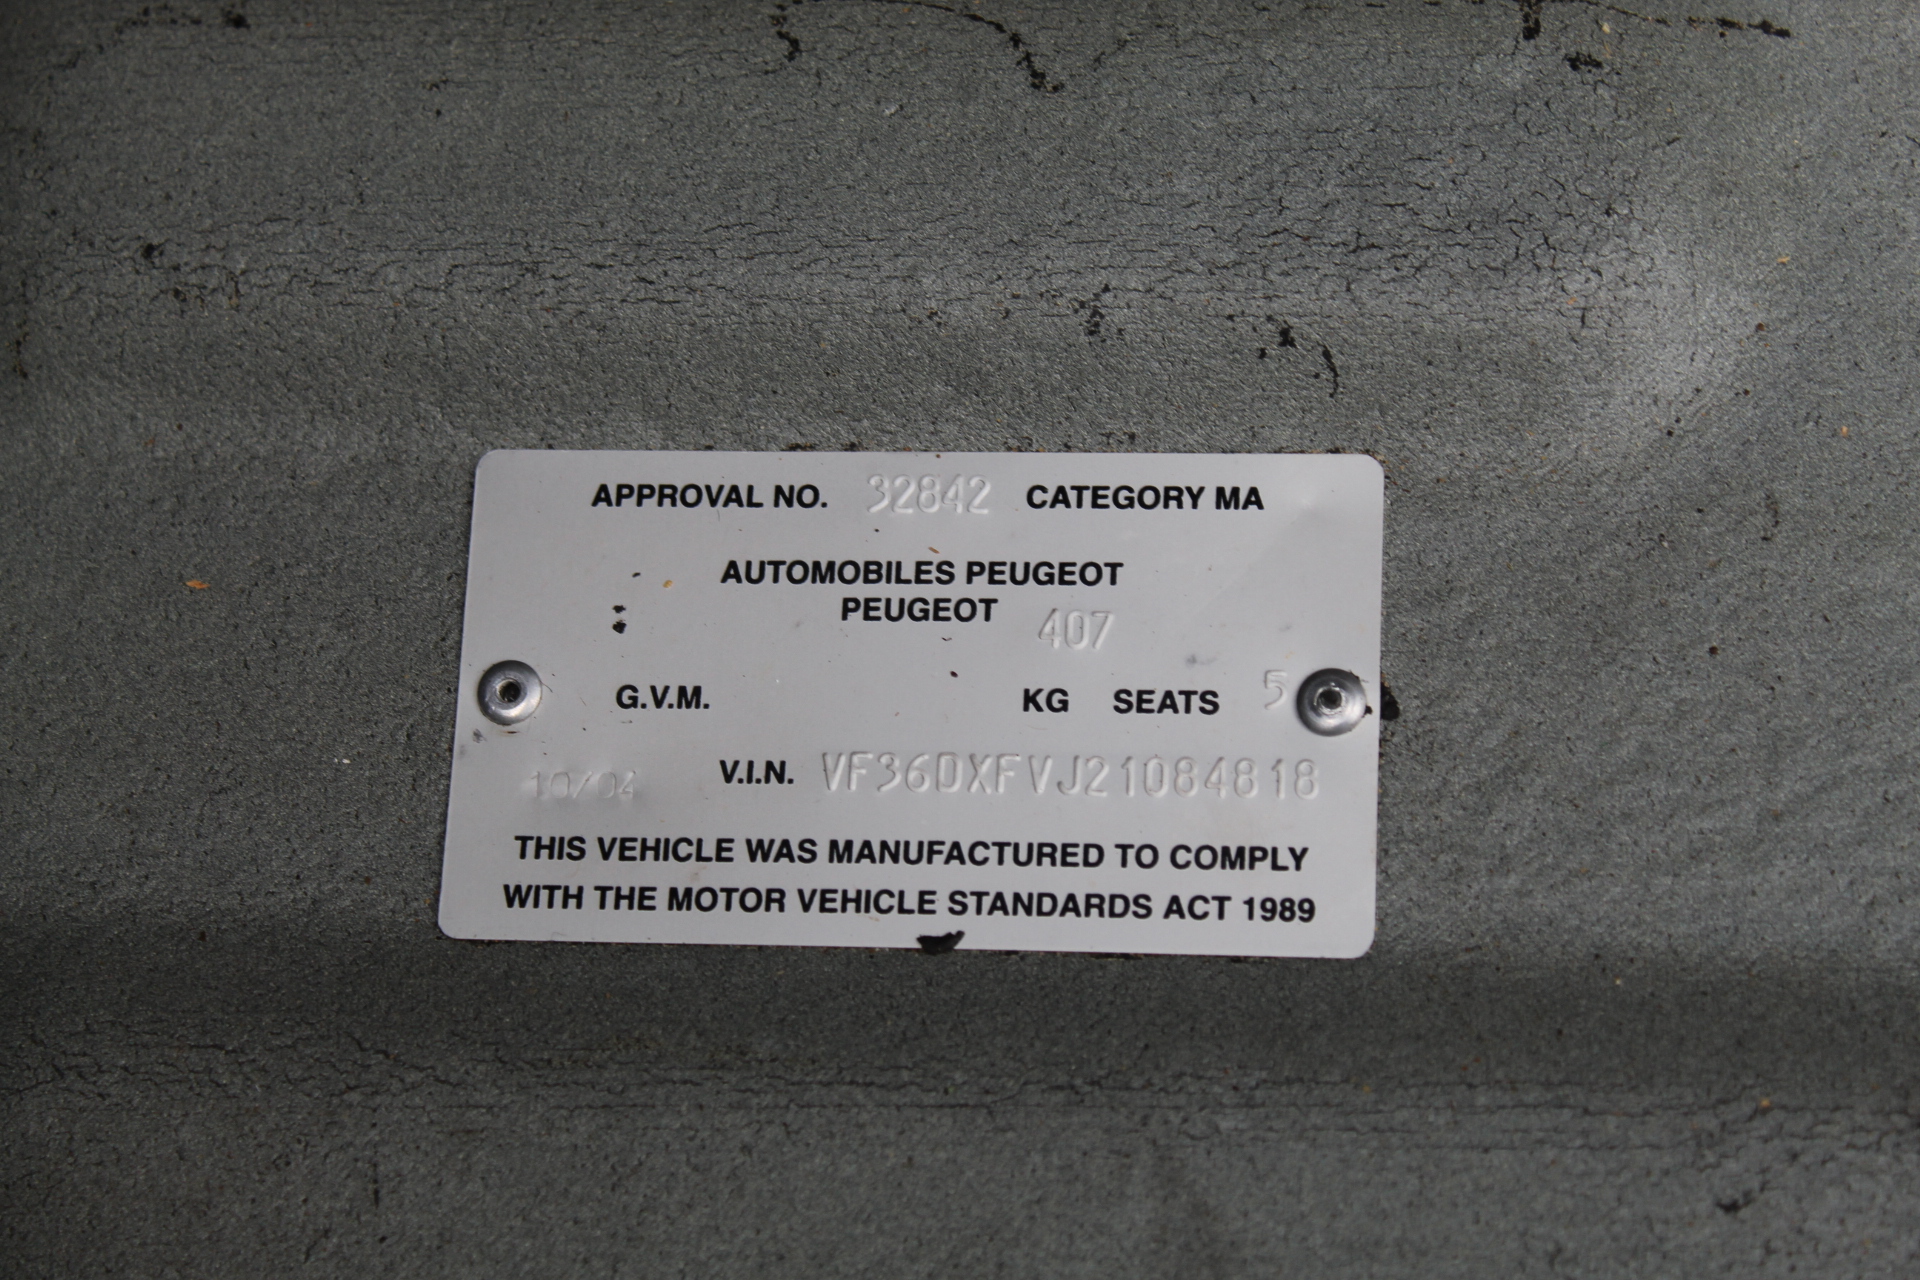 APPROVAL NO. 32842 CATEGORY MA
AUTOMOBILES PEUGEOT
PEUGEOT 407
G.V.M. KG SEATS 5
10/04 V.I.N. VF36DXFVJ21084818
THIS VEHICLE WAS MANUFACTURED TO COMPLY
WITH THE MOTOR VEHICLE STANDARDS ACT 1989